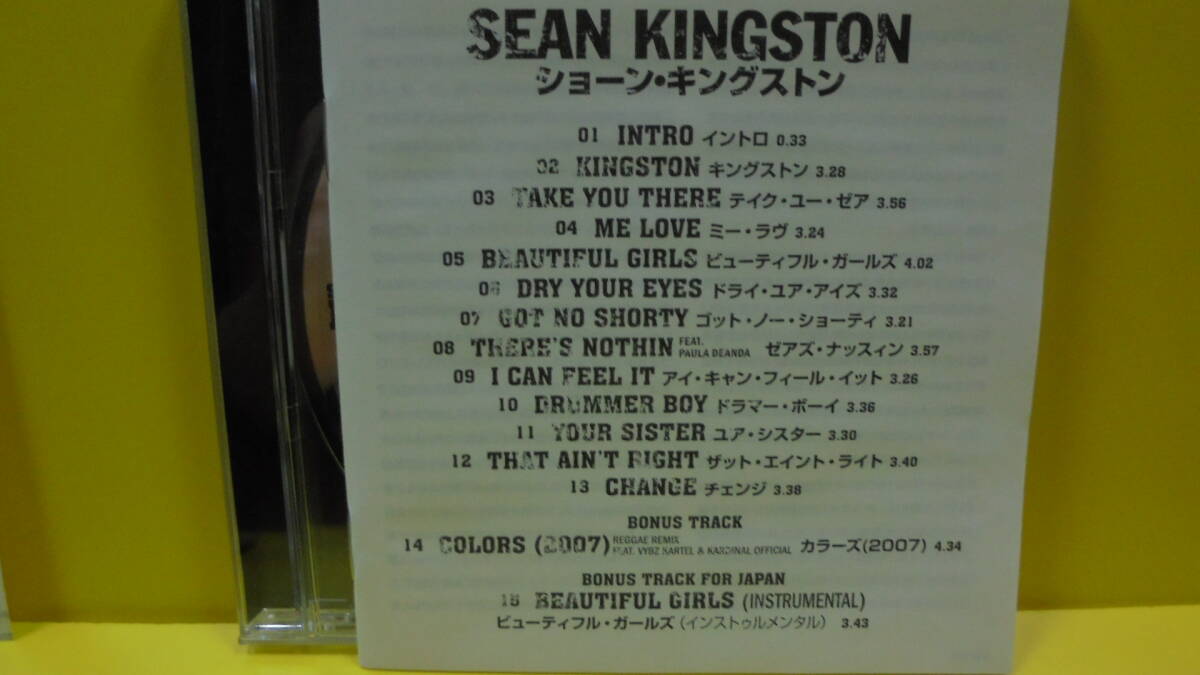 SEAN KINGSTON
ショーン・キングストン
01 INTRO イントロ 0.33
02 KINGSTON キングストン 3.28
03 TAKE YOU THERE テイク・ユー・ゼア 3.56
04 ME LOVE ミー・ラヴ 3.24
05 BEAUTIFUL GIRLS ビューティフル・ガールズ 4.02
06 DRY YOUR EYES ドライ・ユア・アイズ 3.32
07 GOT NO SHORTY ゴット・ノー・ショーティ 3.21
08 THERE'S NOTHIN FEAT. PAULA DEANDA ゼアズ・ナッスィン 3.57
09 I CAN FEEL IT アイ・キャン・フィール・イット 3.26
10 DRUMMER BOY ドラマー・ボーイ 3.36
11 YOUR SISTER ユア・シスター 3.30
12 THAT AIN'T RIGHT ザット・エイント・ライト 3.40
13 CHANGE チェンジ 3.38
BONUS TRACK
14 COLORS (2007) REGGAE REMIX FEAT. VYBZ KARTEL & KARDINAL OFFICIAL カラーズ(2007) 4.34
BONUS TRACK FOR JAPAN
15 BEAUTIFUL GIRLS (INSTRUMENTAL)
ビューティフル・ガールズ(インストゥルメンタル) 3.43